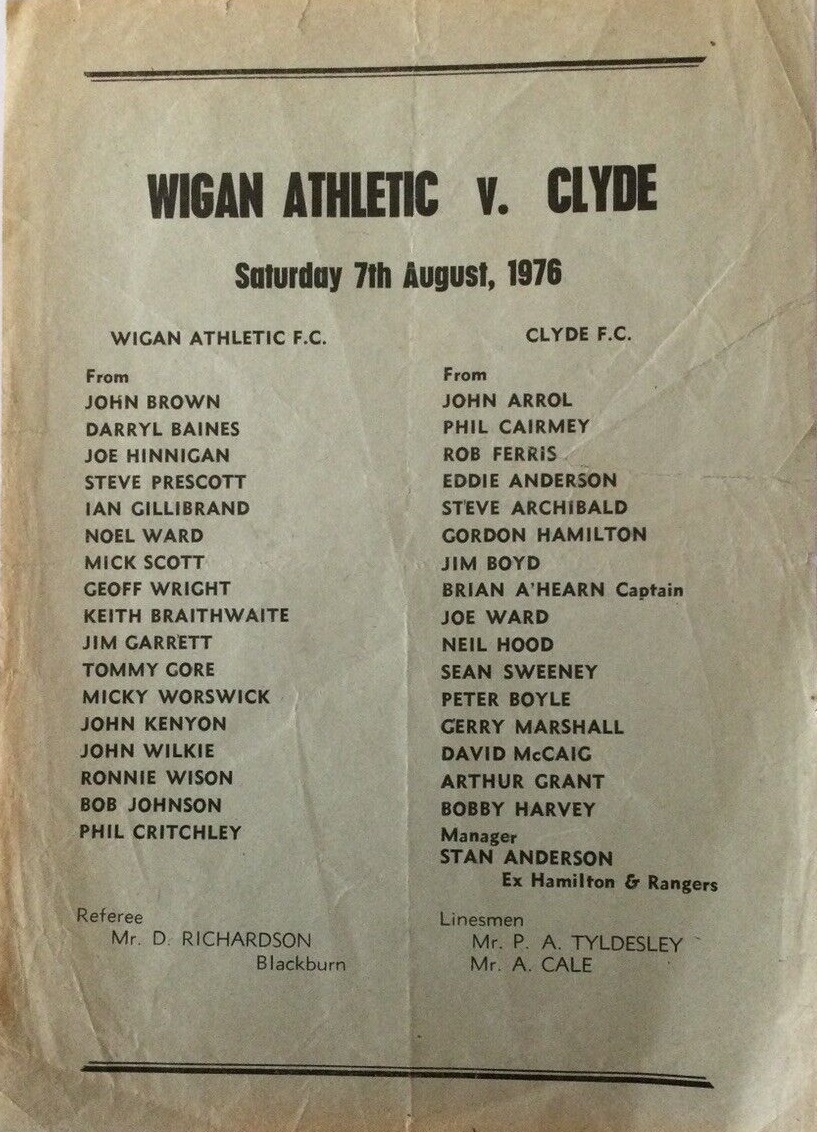 WIGAN ATHLETIC v. CLYDE
Saturday 7th August, 1976
WIGAN ATHLETIC F.C.
From
JOHN BROWN
DARRYL BAINES
JOE HINNIGAN
STEVE PRESCOTT
IAN GILLIBRAND
NOEL WARD
MICK SCOTT
GEOFF WRIGHT
KEITH BRAITHWAITE
JIM GARRETT
TOMMY GORE
MICKY WORSWICK
JOHN KENYON
JOHN WILKIE
RONNIE WISON
BOB JOHNSON
PHIL CRITCHLEY
Referee
Mr. D. RICHARDSON
Blackburn
CLYDE F.C.
From
JOHN ARROL
PHIL CAIRMEY
ROB FERRIS
EDDIE ANDERSON
STEVE ARCHIBALD
GORDON HAMILTON
JIM BOYD
BRIAN A'HEARN Captain
JOE WARD
NEIL HOOD
SEAN SWEENEY
PETER BOYLE
GERRY MARSHALL
DAVID McCAIG
ARTHUR GRANT
BOBBY HARVEY
Manager
STAN ANDERSON
Ex Hamilton & Rangers
Linesmen
Mr. P. A. TYLDESLEY
Mr. A. CALE